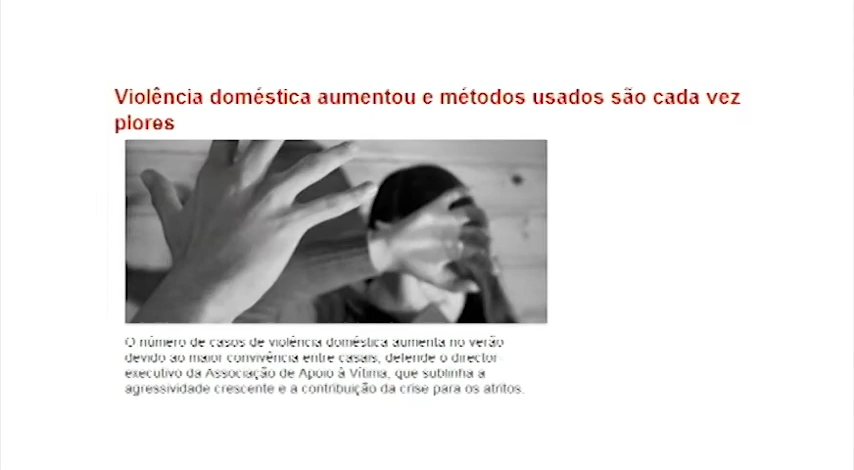 Violência doméstica aumentou e métodos usados são cada vez
piores
O número de casos de violência doméstica aumenta no verão
devido ao maior convivência entre casais, defende o director
executivo da Associação de Apoio à Vítima, que sublinha a
agressividade crescente e a contribuição da crise para os atritos.